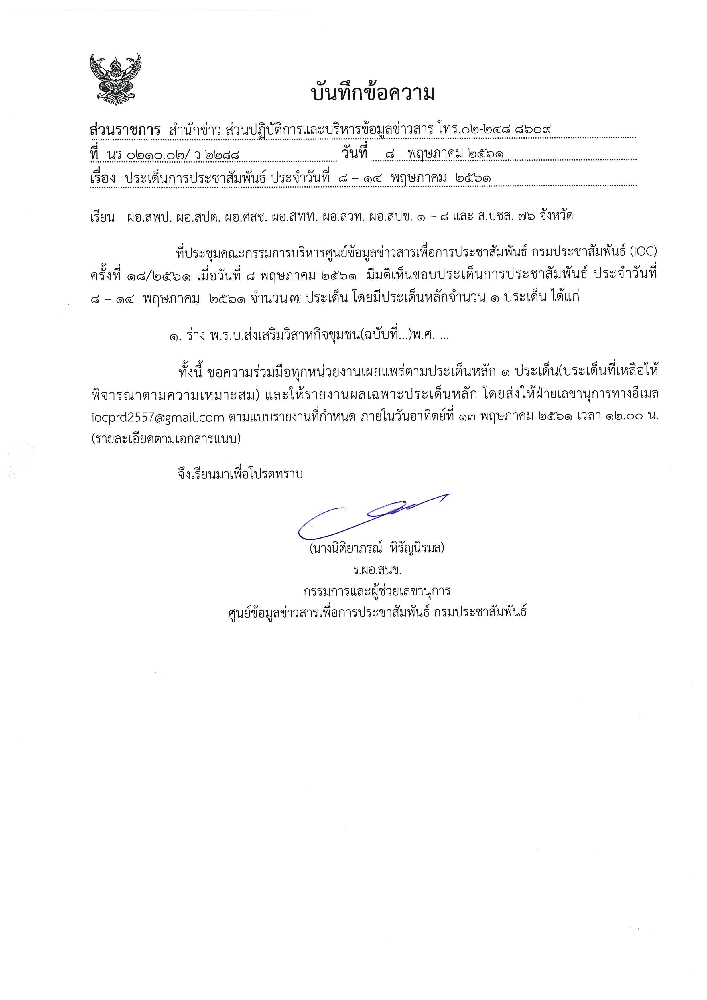 บันทึกข้อความ
ส่วนราชการ สำนักข่าว ส่วนปฏิบัติการและบริหารข้อมูลข่าวสาร โทร.๐๒-๒๔๘ ๘๖๐๙
ที่ นร ๐๒๑๐.๐๒/ ว ๒๒๘๘ วันที่ ๘ พฤษภาคม ๒๕๖๑
เรื่อง ประเด็นการประชาสัมพันธ์ ประจำวันที่ ๘ – ๑๔ พฤษภาคม ๒๕๖๑
เรียน ผอ.สพป. ผอ.สปต. ผอ.ศสช. ผอ.สทท. ผอ.สวท. ผอ.สปข. ๑ – ๘ และ ส.ปชส. ๗๖ จังหวัด
ที่ประชุมคณะกรรมการบริหารศูนย์ข้อมูลข่าวสารเพื่อการประชาสัมพันธ์ กรมประชาสัมพันธ์ (IOC)
ครั้งที่ ๑๘/๒๕๖๑ เมื่อวันที่ ๘ พฤษภาคม ๒๕๖๑ มีมติเห็นชอบประเด็นการประชาสัมพันธ์ ประจำวันที่
๘ – ๑๔ พฤษภาคม ๒๕๖๑ จำนวน ๓ ประเด็น โดยมีประเด็นหลักจำนวน ๑ ประเด็น ได้แก่
๑. ร่าง พ.ร.บ.ส่งเสริมวิสาหกิจชุมชน(ฉบับที่...)พ.ศ. ...
ทั้งนี้ ขอความร่วมมือทุกหน่วยงานเผยแพร่ตามประเด็นหลัก ๑ ประเด็น(ประเด็นที่เหลือให้
พิจารณาตามความเหมาะสม) และให้รายงานผลเฉพาะประเด็นหลัก โดยส่งให้ฝ่ายเลขานุการทางอีเมล
iocprd2557@gmail.com ตามแบบรายงานที่กำหนด ภายในวันอาทิตย์ที่ ๑๓ พฤษภาคม ๒๕๖๑ เวลา ๑๒.๐๐ น.
(รายละเอียดตามเอกสารแนบ)
จึงเรียนมาเพื่อโปรดทราบ
(นางนิติยาภรณ์ หิรัญนิรมล)
ร.ผอ.สนข.
กรรมการและผู้ช่วยเลขานุการ
ศูนย์ข้อมูลข่าวสารเพื่อการประชาสัมพันธ์ กรมประชาสัมพันธ์